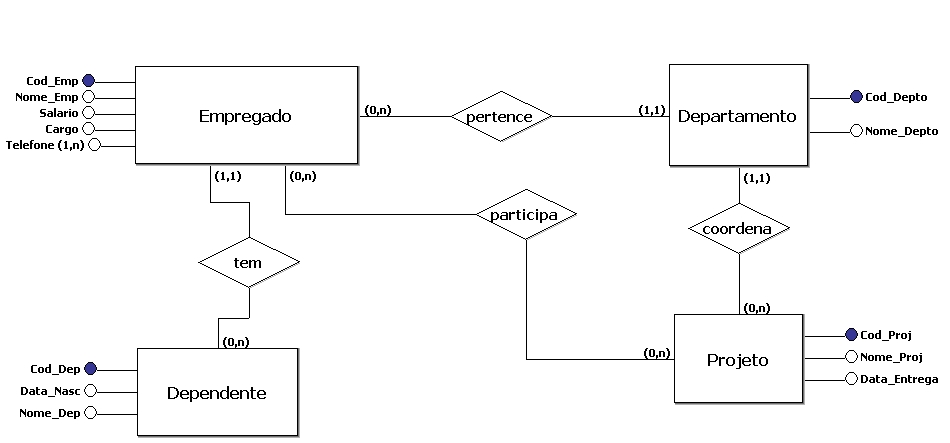 Cod_Emp
Nome_Emp
Salario
Cargo
Telefone (1,n)
Empregado
(0,n)
pertence
(1,1)
Departamento
Cod_Depto
Nome_Depto
(1,1)
(0,n)
(1,1)
participa
coordena
tem
(0,n)
(0,n)
(0,n)
Cod_Proj
Nome_Proj
Data_Entrega
Projeto
Cod_Dep
Data_Nasc
Nome_Dep
Dependente